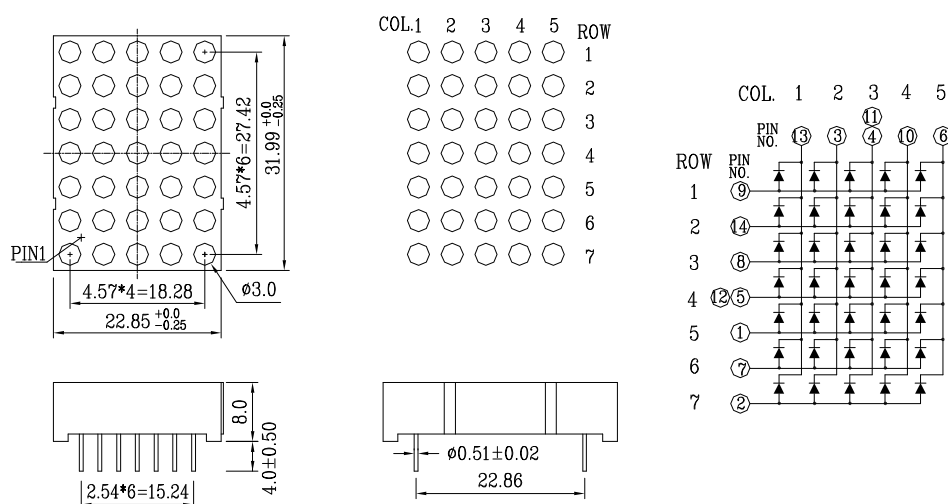 COL.1 2 3 4 5 ROW
1
2
3
4
5
6
7
4.57*6=27.42
31.99 +0.0 -0.25
PIN1
4.57*4=18.28
ø3.0
22.85 +0.0 -0.25
8.0
4.0±0.50
2.54*6=15.24
ø0.51±0.02
22.86
COL. 1 2 3 4 5
11
PIN NO. 13 3 4 10 6
ROW PIN NO.
1 9
2 14
3 8
4 12 5
5 1
6 7
7 2